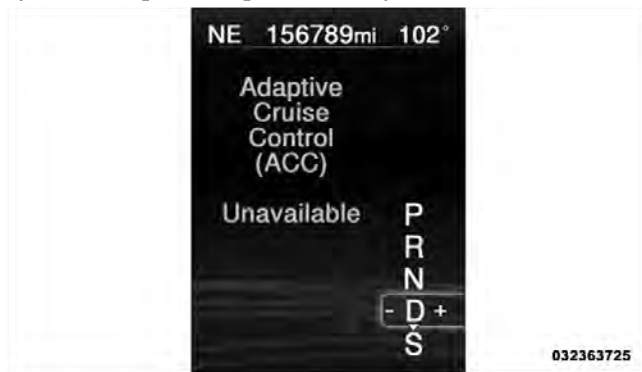 NE 156789mi 102°
Adaptive
Cruise
Control
(ACC)
Unavailable
P
R
N
- D +
Š
032363725